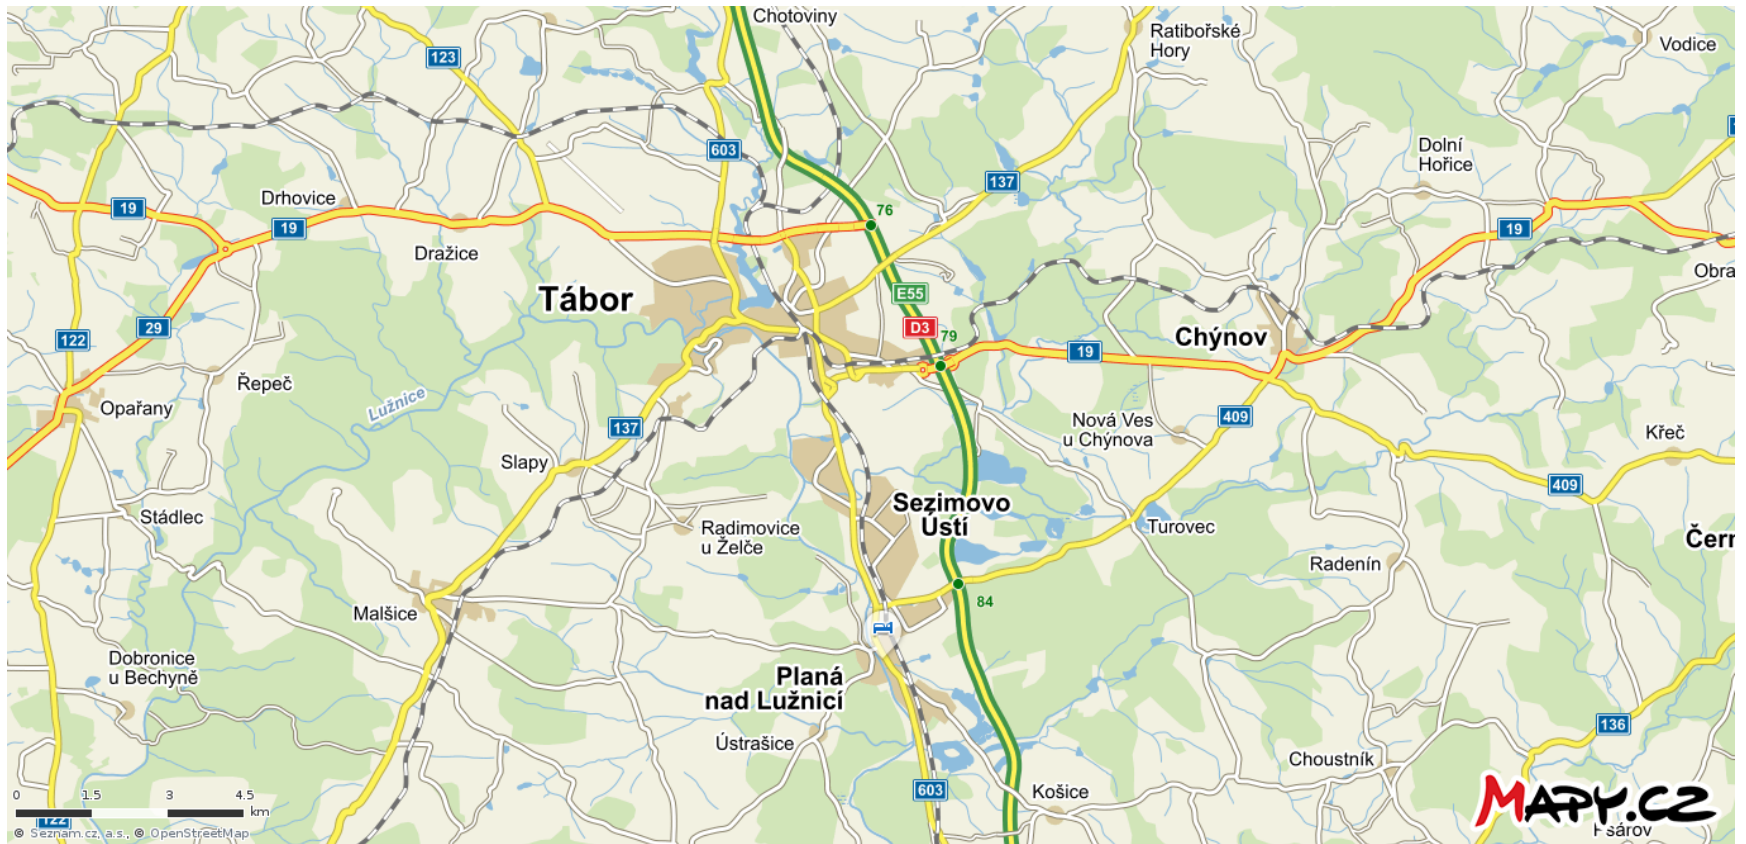 Chotoviny
Ratibořské
Hory
Vodice
123
603
Dolní
Hořice
137
19
Drhovice
19
76
19
Dražice
Obra
E55
Tábor
29
D3
79
122
Chýnov
19
Řepeč
Lužnice
Opařany
409
Nová Ves
u Chýnova
137
Křeč
Slapy
409
Sezimovo
Ústí
Stádlec
Radimovice
u Želče
Turovec
Čern
Radenín
84
Malšice
Dobronice
u Bechyně
Planá
nad Lužnicí
136
Ústrašice
Choustník
603
Košice
0 1.5 3 4.5
km
MAPY.CZ
122
© Seznam.cz, a.s., © OpenStreetMap
Psárov